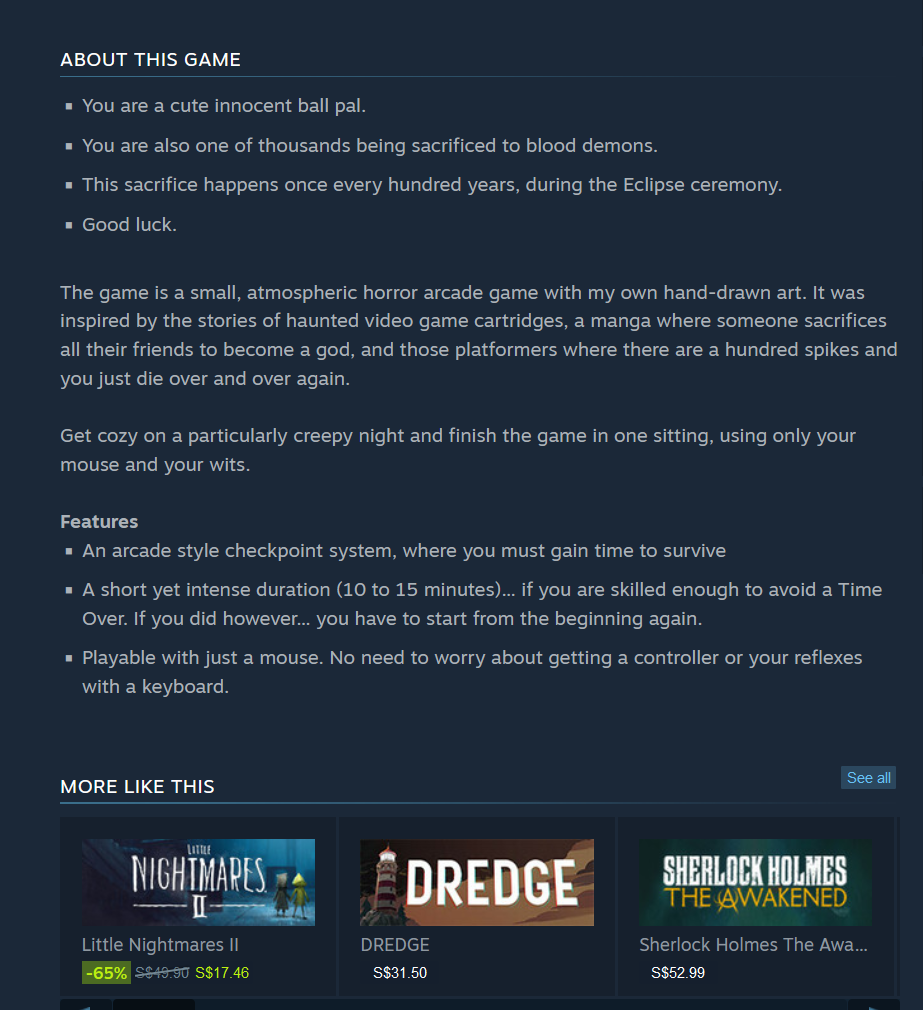 ABOUT THIS GAME
You are a cute innocent ball pal.
You are also one of thousands being sacrificed to blood demons.
This sacrifice happens once every hundred years, during the Eclipse ceremony.
Good luck.
The game is a small, atmospheric horror arcade game with my own hand-drawn art. It was
inspired by the stories of haunted video game cartridges, a manga where someone sacrifices
all their friends to become a god, and those platformers where there are a hundred spikes and
you just die over and over again.
Get cozy on a particularly creepy night and finish the game in one sitting, using only your
mouse and your wits.
Features
An arcade style checkpoint system, where you must gain time to survive
A short yet intense duration (10 to 15 minutes)... if you are skilled enough to avoid a Time
Over. If you did however... you have to start from the beginning again.
Playable with just a mouse. No need to worry about getting a controller or your reflexes
with a keyboard.
MORE LIKE THIS
See all
LITTLE
NIGHTMARES
II
DREDGE
SHERLOCK HOLMES
THE AWAKENED
Little Nightmares II
DREDGE
Sherlock Holmes The Awa...
-65% S$49.90 S$17.46
S$31.50
S$52.99